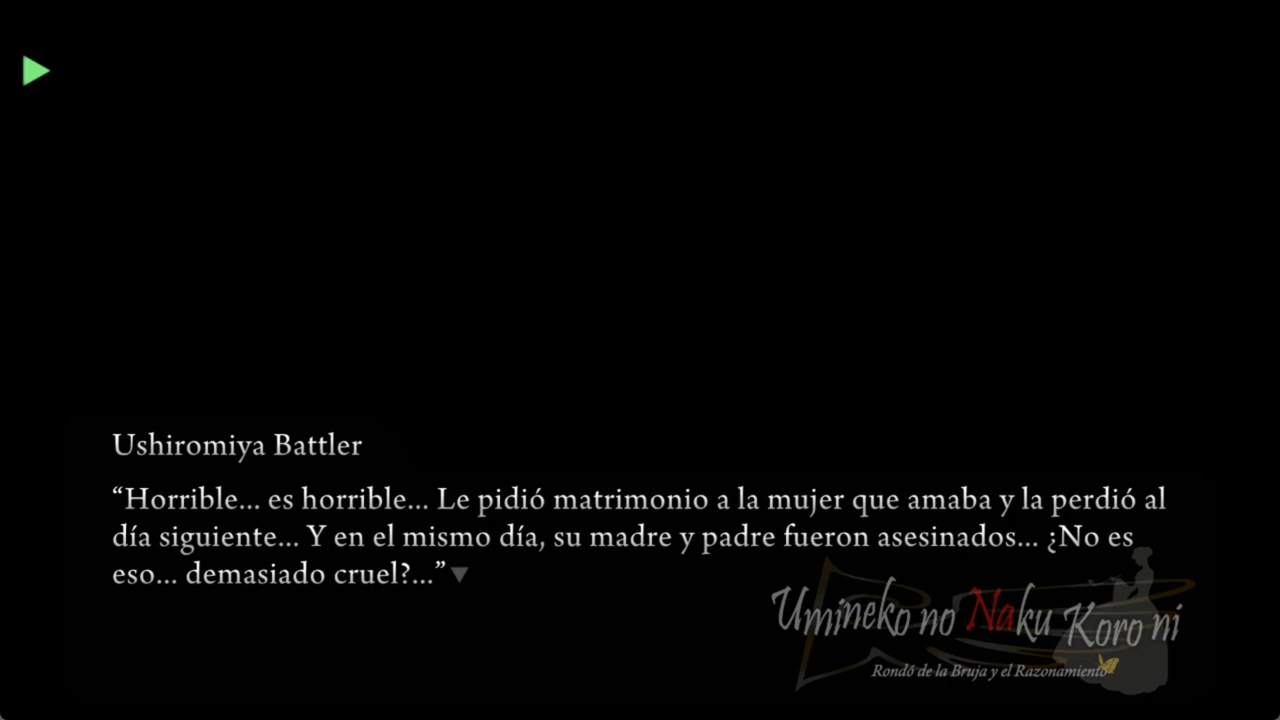 Ushiromiya Battler
“Horrible... es horrible... Le pidió matrimonio a la mujer que amaba y la perdió al
día siguiente... Y en el mismo día, su madre y padre fueron asesinados... ¿No es
eso... demasiado cruel?...”
Umineko no Naku Koro ni
Rondó de la Bruja y el Razonamiento